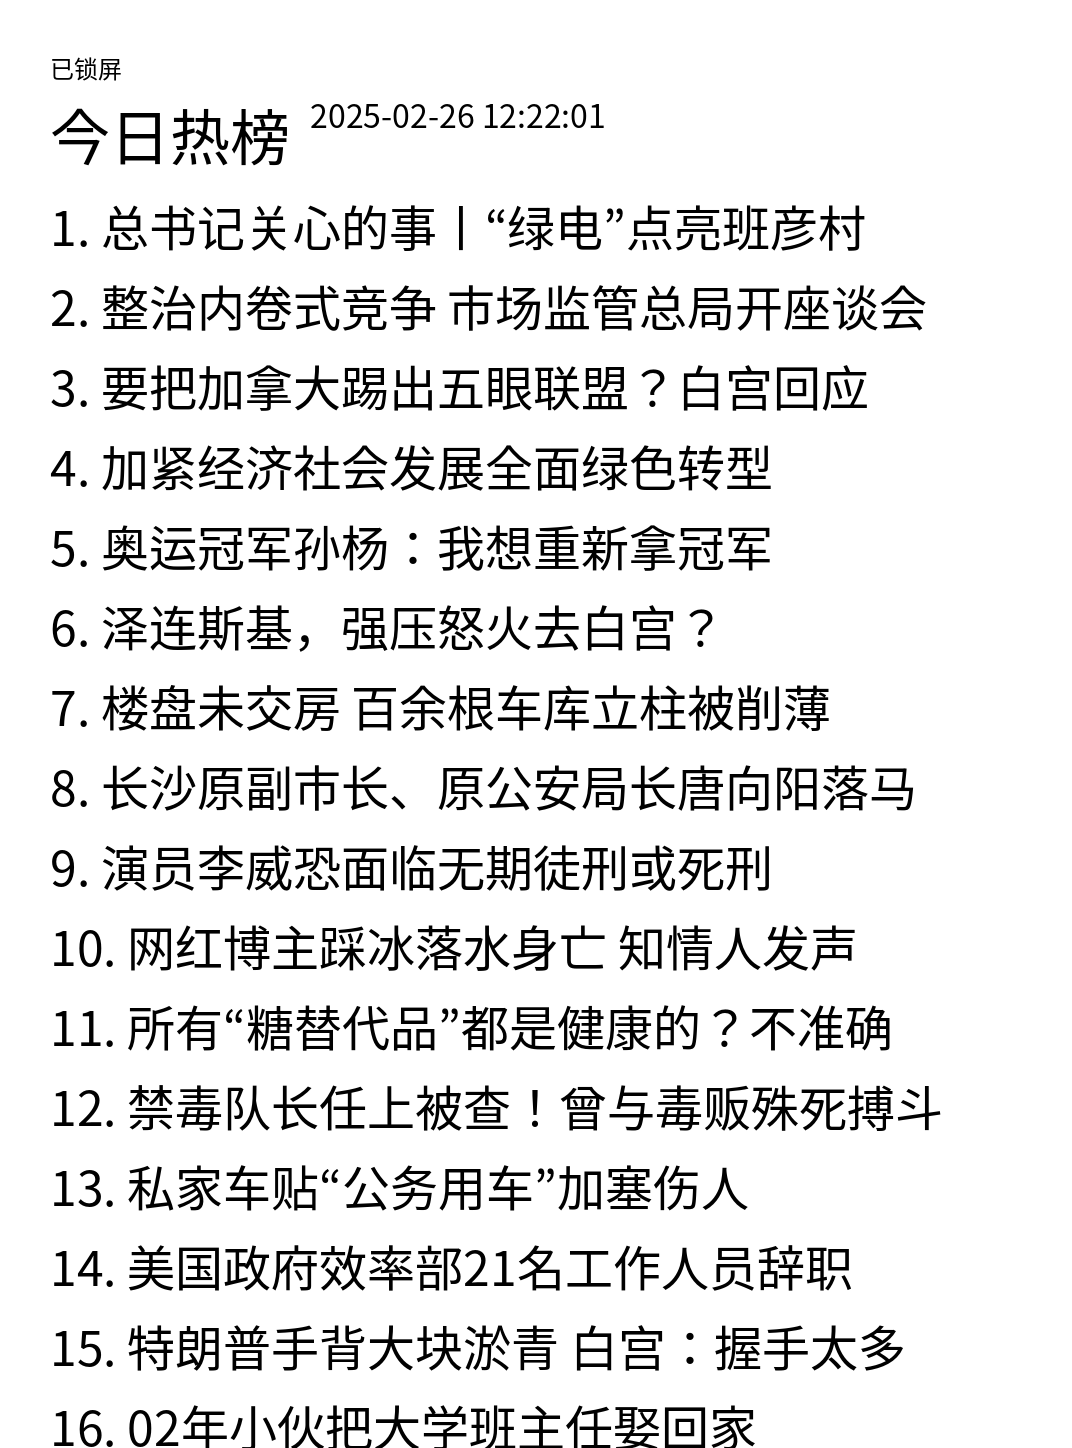 已锁屏
今日热榜 2025-02-26 12:22:01
1. 总书记关心的事丨“绿电”点亮班彦村
2. 整治内卷式竞争 市场监管总局开座谈会
3. 要把加拿大踢出五眼联盟？白宫回应
4. 加紧经济社会发展全面绿色转型
5. 奥运冠军孙杨：我想重新拿冠军
6. 泽连斯基，强压怒火去白宫？
7. 楼盘未交房 百余根车库立柱被削薄
8. 长沙原副市长、原公安局长唐向阳落马
9. 演员李威恐面临无期徒刑或死刑
10. 网红博主踩冰落水身亡 知情人发声
11. 所有“糖替代品”都是健康的？不准确
12. 禁毒队长任上被查！曾与毒贩殊死搏斗
13. 私家车贴“公务用车”加塞伤人
14. 美国政府效率部21名工作人员辞职
15. 特朗普手背大块淤青 白宫：握手太多
16. 02年小伙把大学班主任娶回家